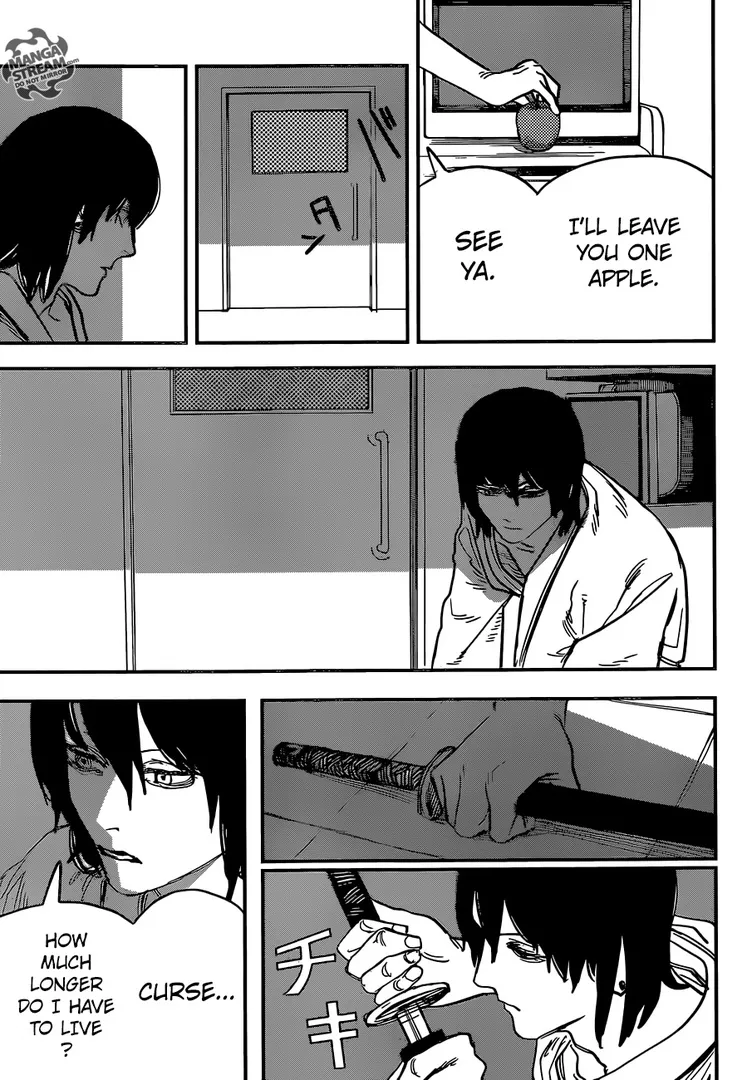 MANGA
STREAM.com
DO NOT MIRROR
I'LL LEAVE
YOU ONE
APPLE.
SEE
YA.
CURSE...
HOW
MUCH
LONGER
DO I HAVE
TO LIVE
?
チキ